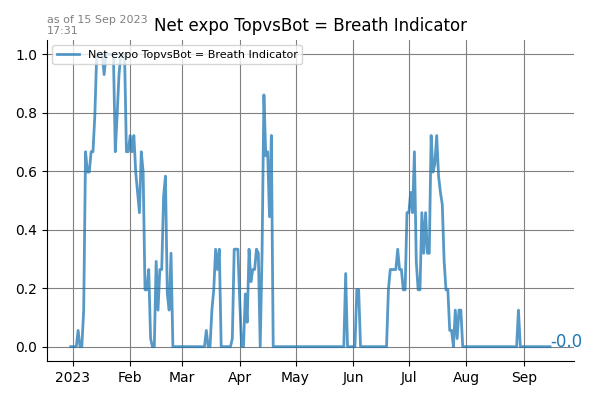 as of 15 Sep 2023
17:31
Net expo TopvsBot = Breath Indicator
Net expo TopvsBot = Breath Indicator
1.0
0.8
0.6
0.4
0.2
0.0
-0.0
2023 Feb Mar Apr May Jun Jul Aug Sep